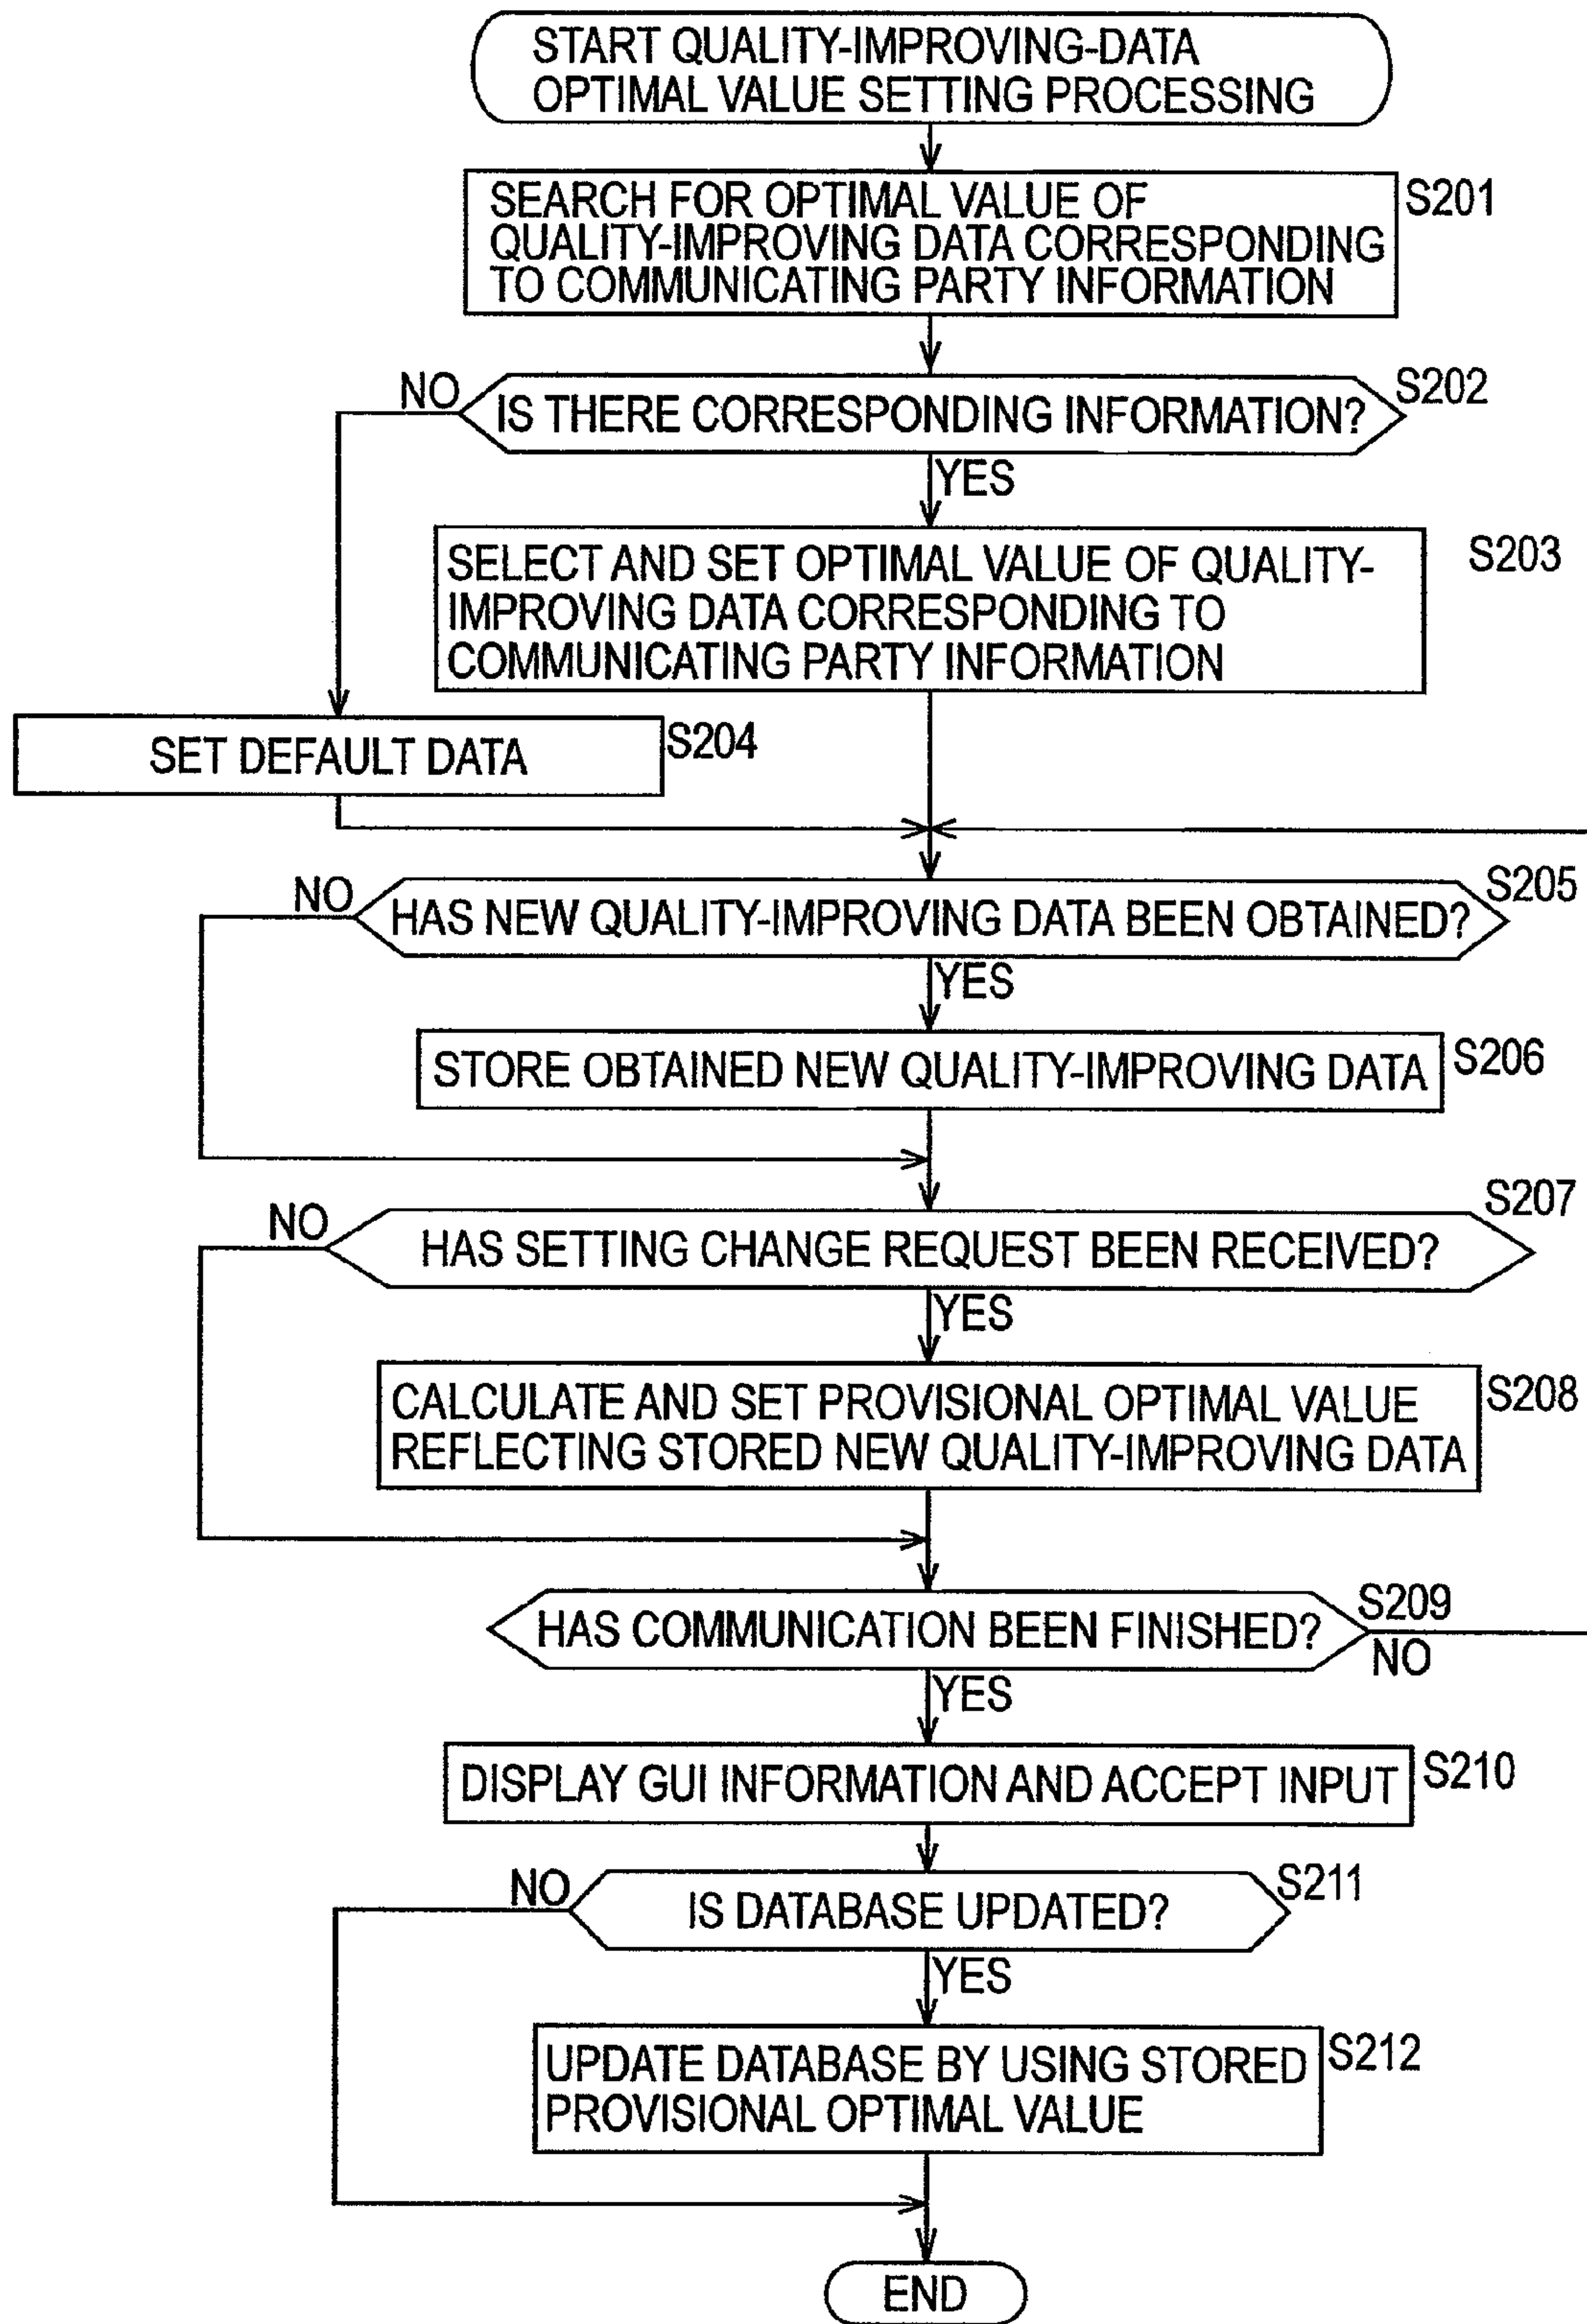 START QUALITY-IMPROVING-DATA
OPTIMAL VALUE SETTING PROCESSING
SEARCH FOR OPTIMAL VALUE OF
QUALITY-IMPROVING DATA CORRESPONDING
TO COMMUNICATING PARTY INFORMATION
S201
NO
IS THERE CORRESPONDING INFORMATION?
S202
YES
SELECT AND SET OPTIMAL VALUE OF QUALITY-
IMPROVING DATA CORRESPONDING TO
COMMUNICATING PARTY INFORMATION
S203
SET DEFAULT DATA
S204
NO
HAS NEW QUALITY-IMPROVING DATA BEEN OBTAINED?
S205
YES
STORE OBTAINED NEW QUALITY-IMPROVING DATA
S206
NO
HAS SETTING CHANGE REQUEST BEEN RECEIVED?
S207
YES
CALCULATE AND SET PROVISIONAL OPTIMAL VALUE
REFLECTING STORED NEW QUALITY-IMPROVING DATA
S208
HAS COMMUNICATION BEEN FINISHED?
S209
NO
YES
DISPLAY GUI INFORMATION AND ACCEPT INPUT
S210
NO
IS DATABASE UPDATED?
S211
YES
UPDATE DATABASE BY USING STORED
PROVISIONAL OPTIMAL VALUE
S212
END